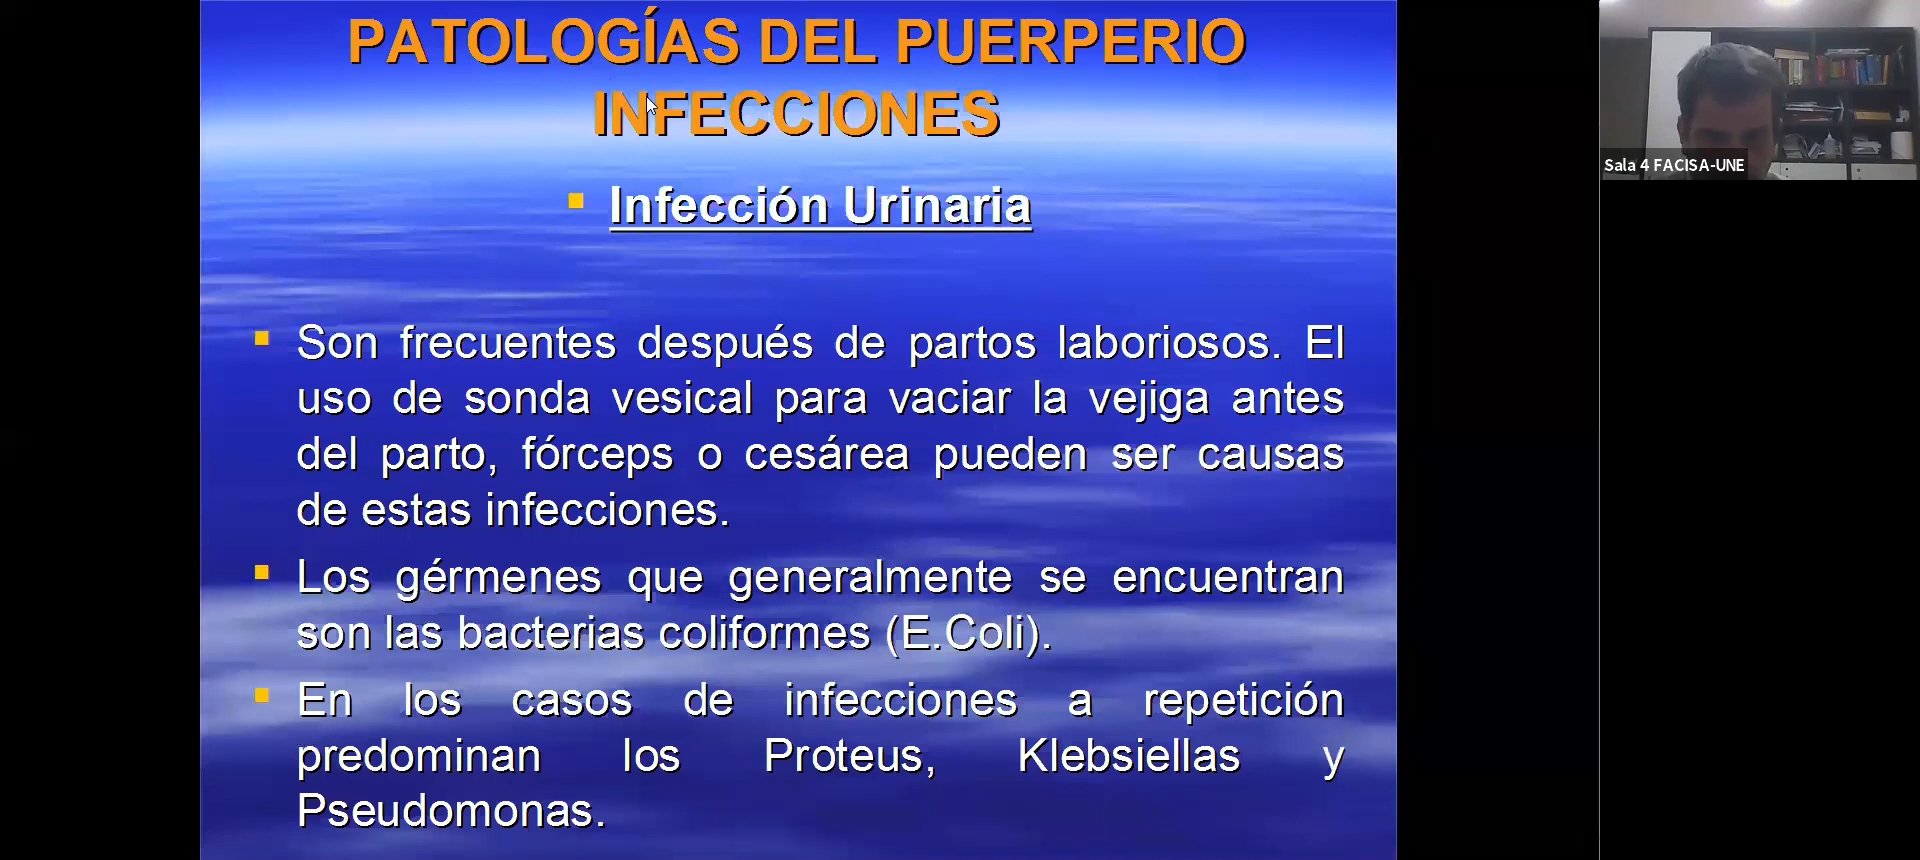 PATOLOGÍAS DEL PUERPERIO
INFECCIONES
Infección Urinaria
Son frecuentes después de partos laboriosos. El
uso de sonda vesical para vaciar la vejiga antes
del parto, fórceps o cesárea pueden ser causas
de estas infecciones.
Los gérmenes que generalmente se encuentran
son las bacterias coliformes (E.Coli).
En los casos de infecciones a repetición
predominan los Proteus, Klebsiellas y
Pseudomonas.
Sala 4 FACISA-UNE